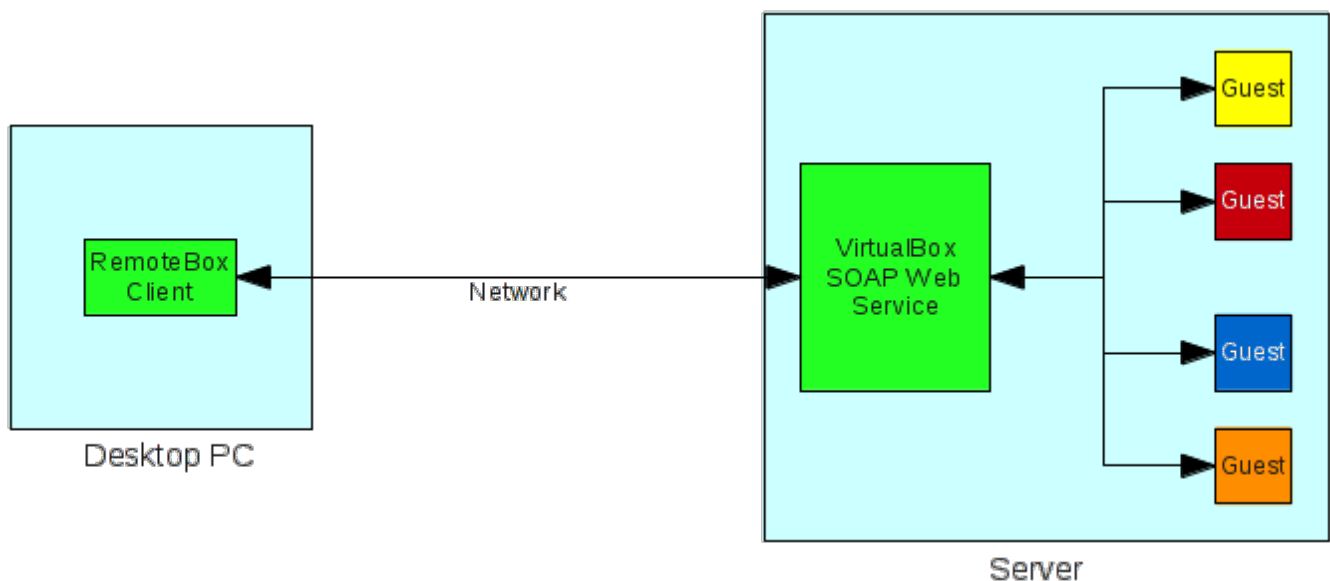 RemoteBox
Client
Desktop PC
Network
VirtualBox
SOAP Web
Service
Guest
Guest
Guest
Guest
Server